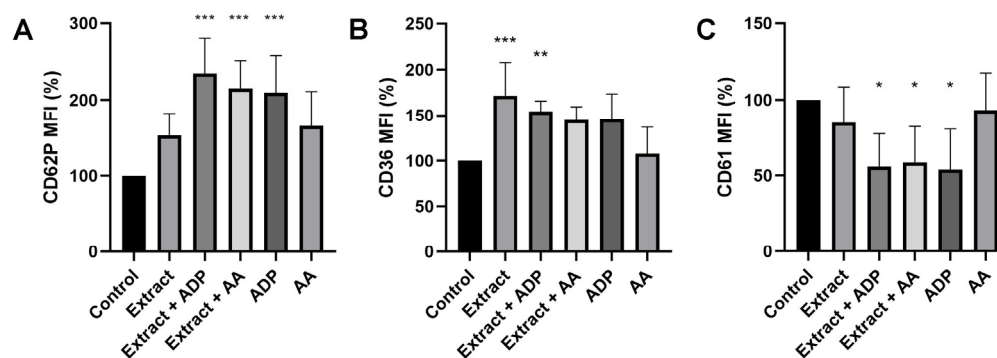 A
CD62P MFI (%)
300
200
100
0
***
***
***
Control
Extract
Extract + ADP
Extract + AA
ADP
AA
B
CD36 MFI (%)
250
200
150
100
50
0
***
**
Control
Extract
Extract + ADP
Extract + AA
ADP
AA
C
CD61 MFI (%)
150
100
50
0
*
*
*
Control
Extract
Extract + ADP
Extract + AA
ADP
AA